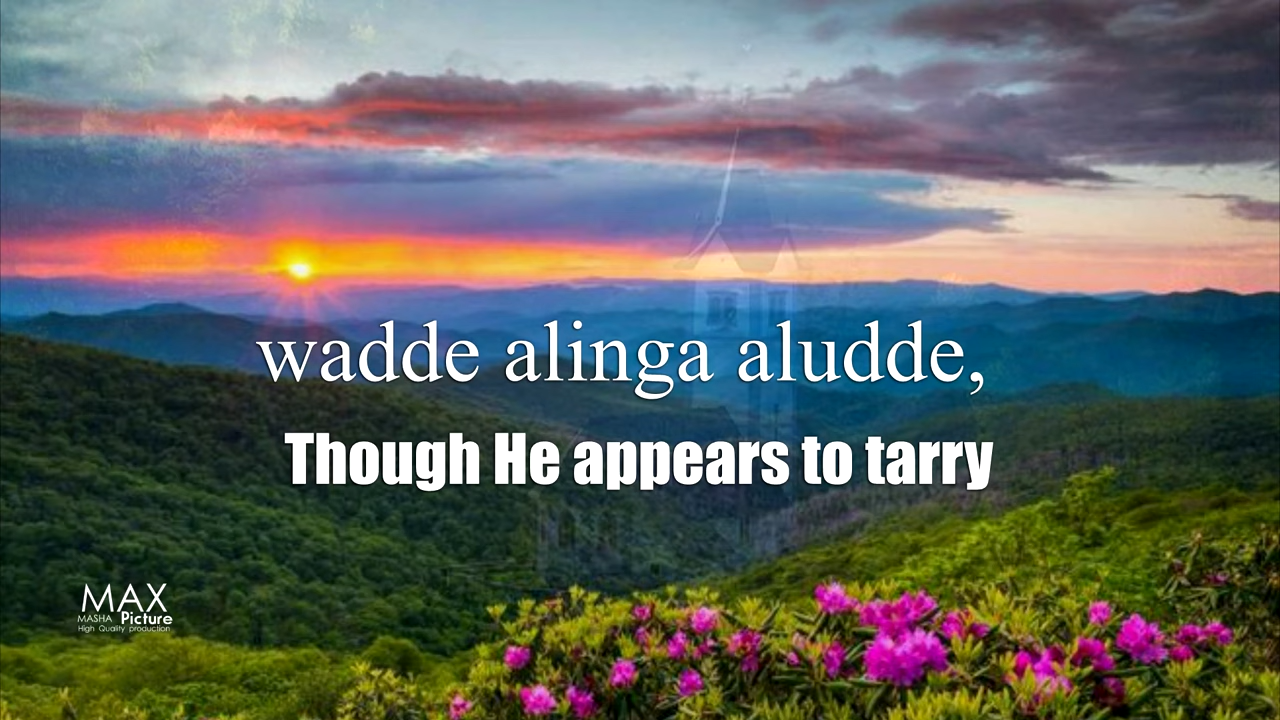 wadde alinga aludde,
Though He appears to tarry
MAX
MASHA Picture
High Quality production